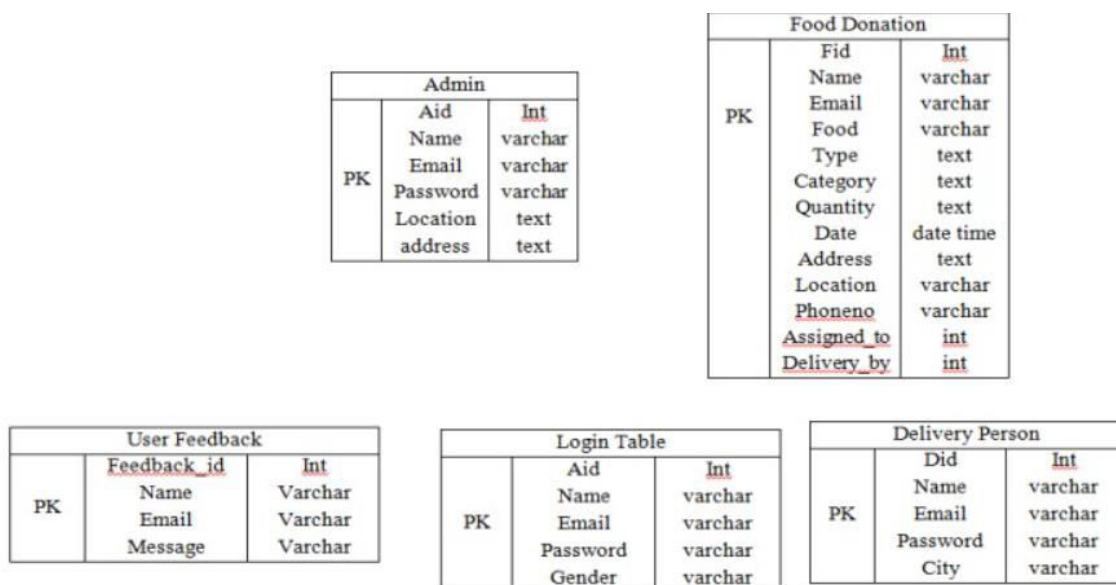 Food Donation
PK
Fid Int
Name varchar
Email varchar
Food varchar
Type text
Category text
Quantity text
Date date time
Address text
Location varchar
Phoneno varchar
Assigned_to int
Delivery_by int
Admin
PK
Aid Int
Name varchar
Email varchar
Password varchar
Location text
address text
User Feedback
PK
Feedback_id Int
Name Varchar
Email Varchar
Message Varchar
Login Table
PK
Aid Int
Name varchar
Email varchar
Password varchar
Gender varchar
Delivery Person
PK
Did Int
Name varchar
Email varchar
Password varchar
City varchar